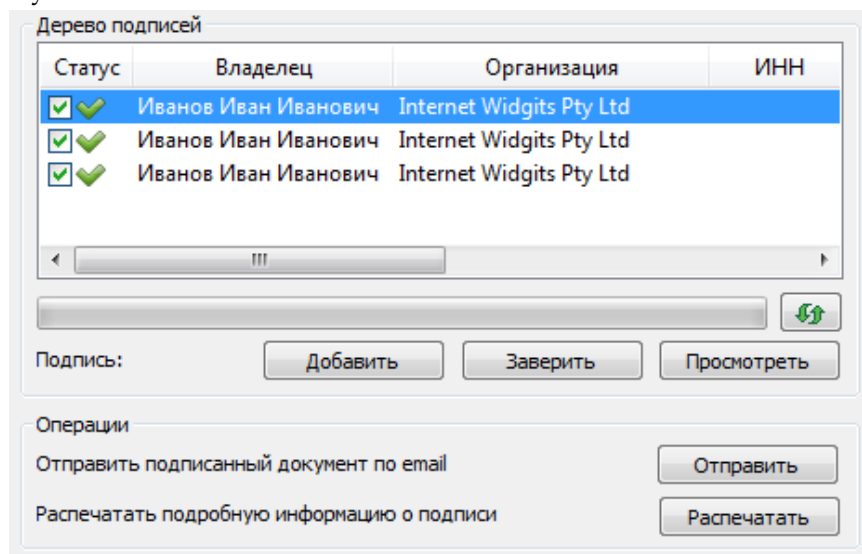 Дерево подписей
Статус Владелец Организация ИНН
Иванов Иван Иванович Internet Widgits Pty Ltd
Иванов Иван Иванович Internet Widgits Pty Ltd
Иванов Иван Иванович Internet Widgits Pty Ltd
Подпись: Добавить Заверить Просмотреть
Операции
Отправить подписанный документ по email Отправить
Распечатать подробную информацию о подписи Распечатать